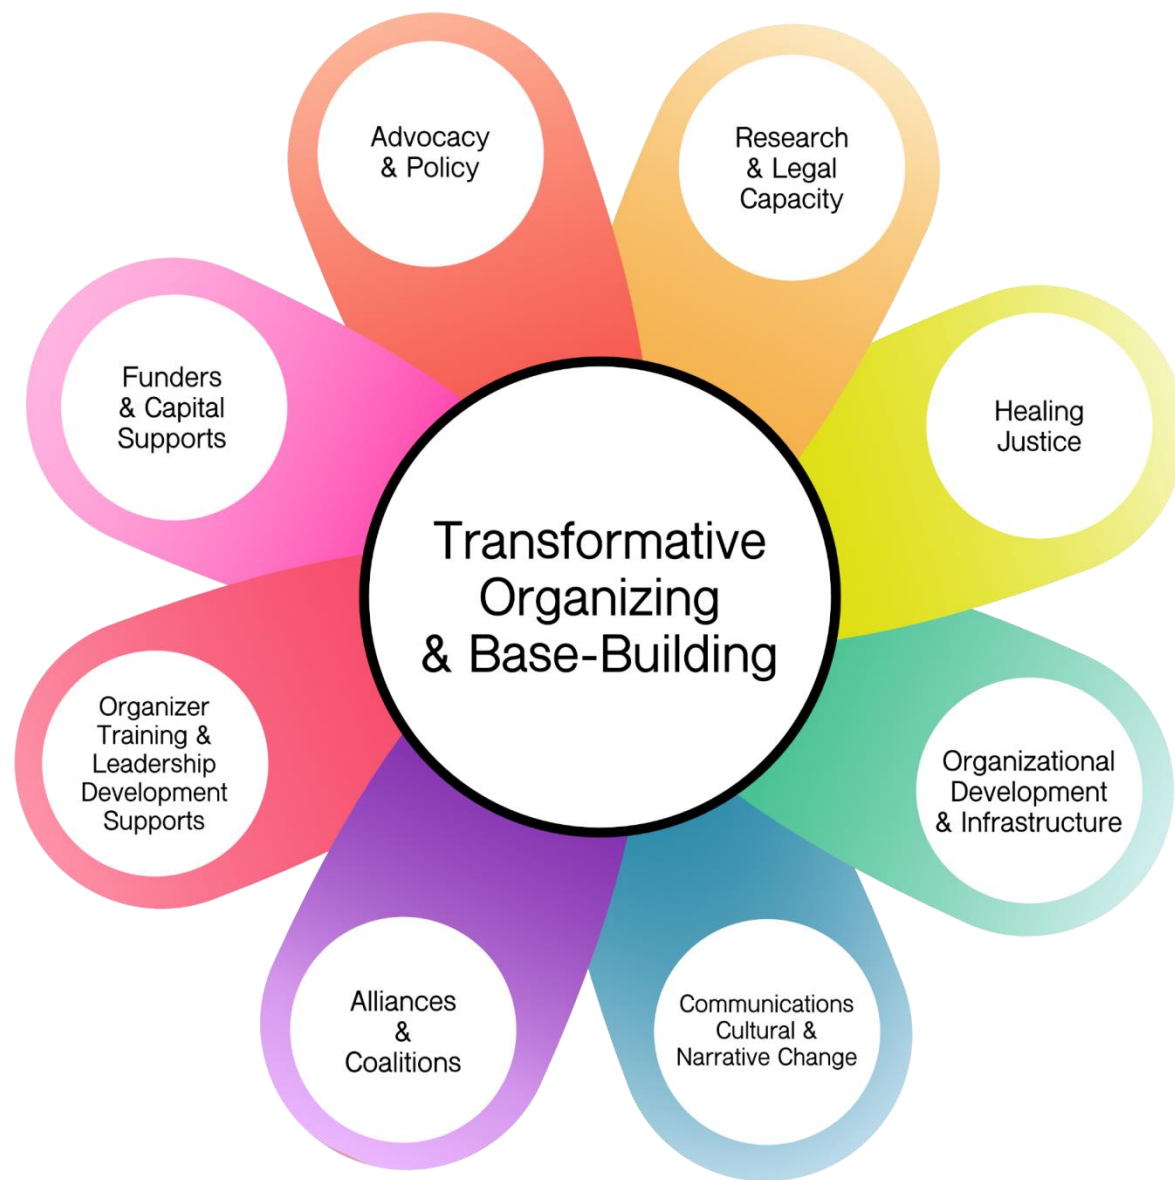 Advocacy
& Policy
Research
& Legal
Capacity
Healing
Justice
Organizational
Development
& Infrastructure
Communications
Cultural &
Narrative Change
Alliances
&
Coalitions
Organizer
Training &
Leadership
Development
Supports
Funders
& Capital
Supports
Transformative
Organizing
& Base-Building